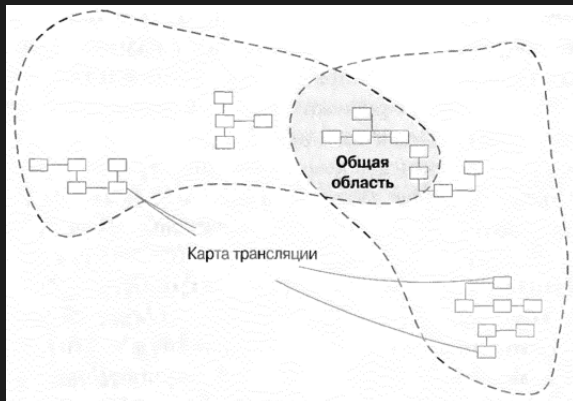 Общая
область
Карта трансляции